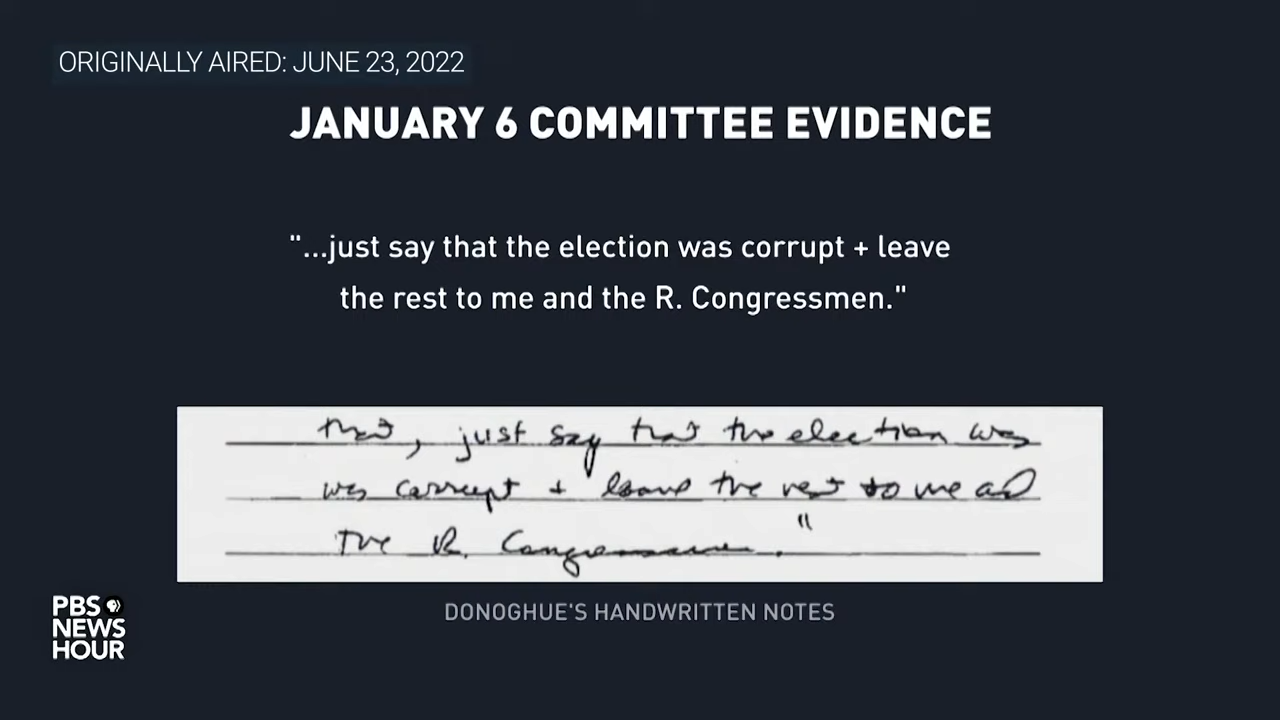 ORIGINALLY AIRED: JUNE 23, 2022
JANUARY 6 COMMITTEE EVIDENCE
"...just say that the election was corrupt + leave
the rest to me and the R. Congressmen."
that, just say that the election was
was corrupt + leave the rest to me and
the R. Congressmen."
PBS
NEWS
HOUR
DONOGHUE'S HANDWRITTEN NOTES